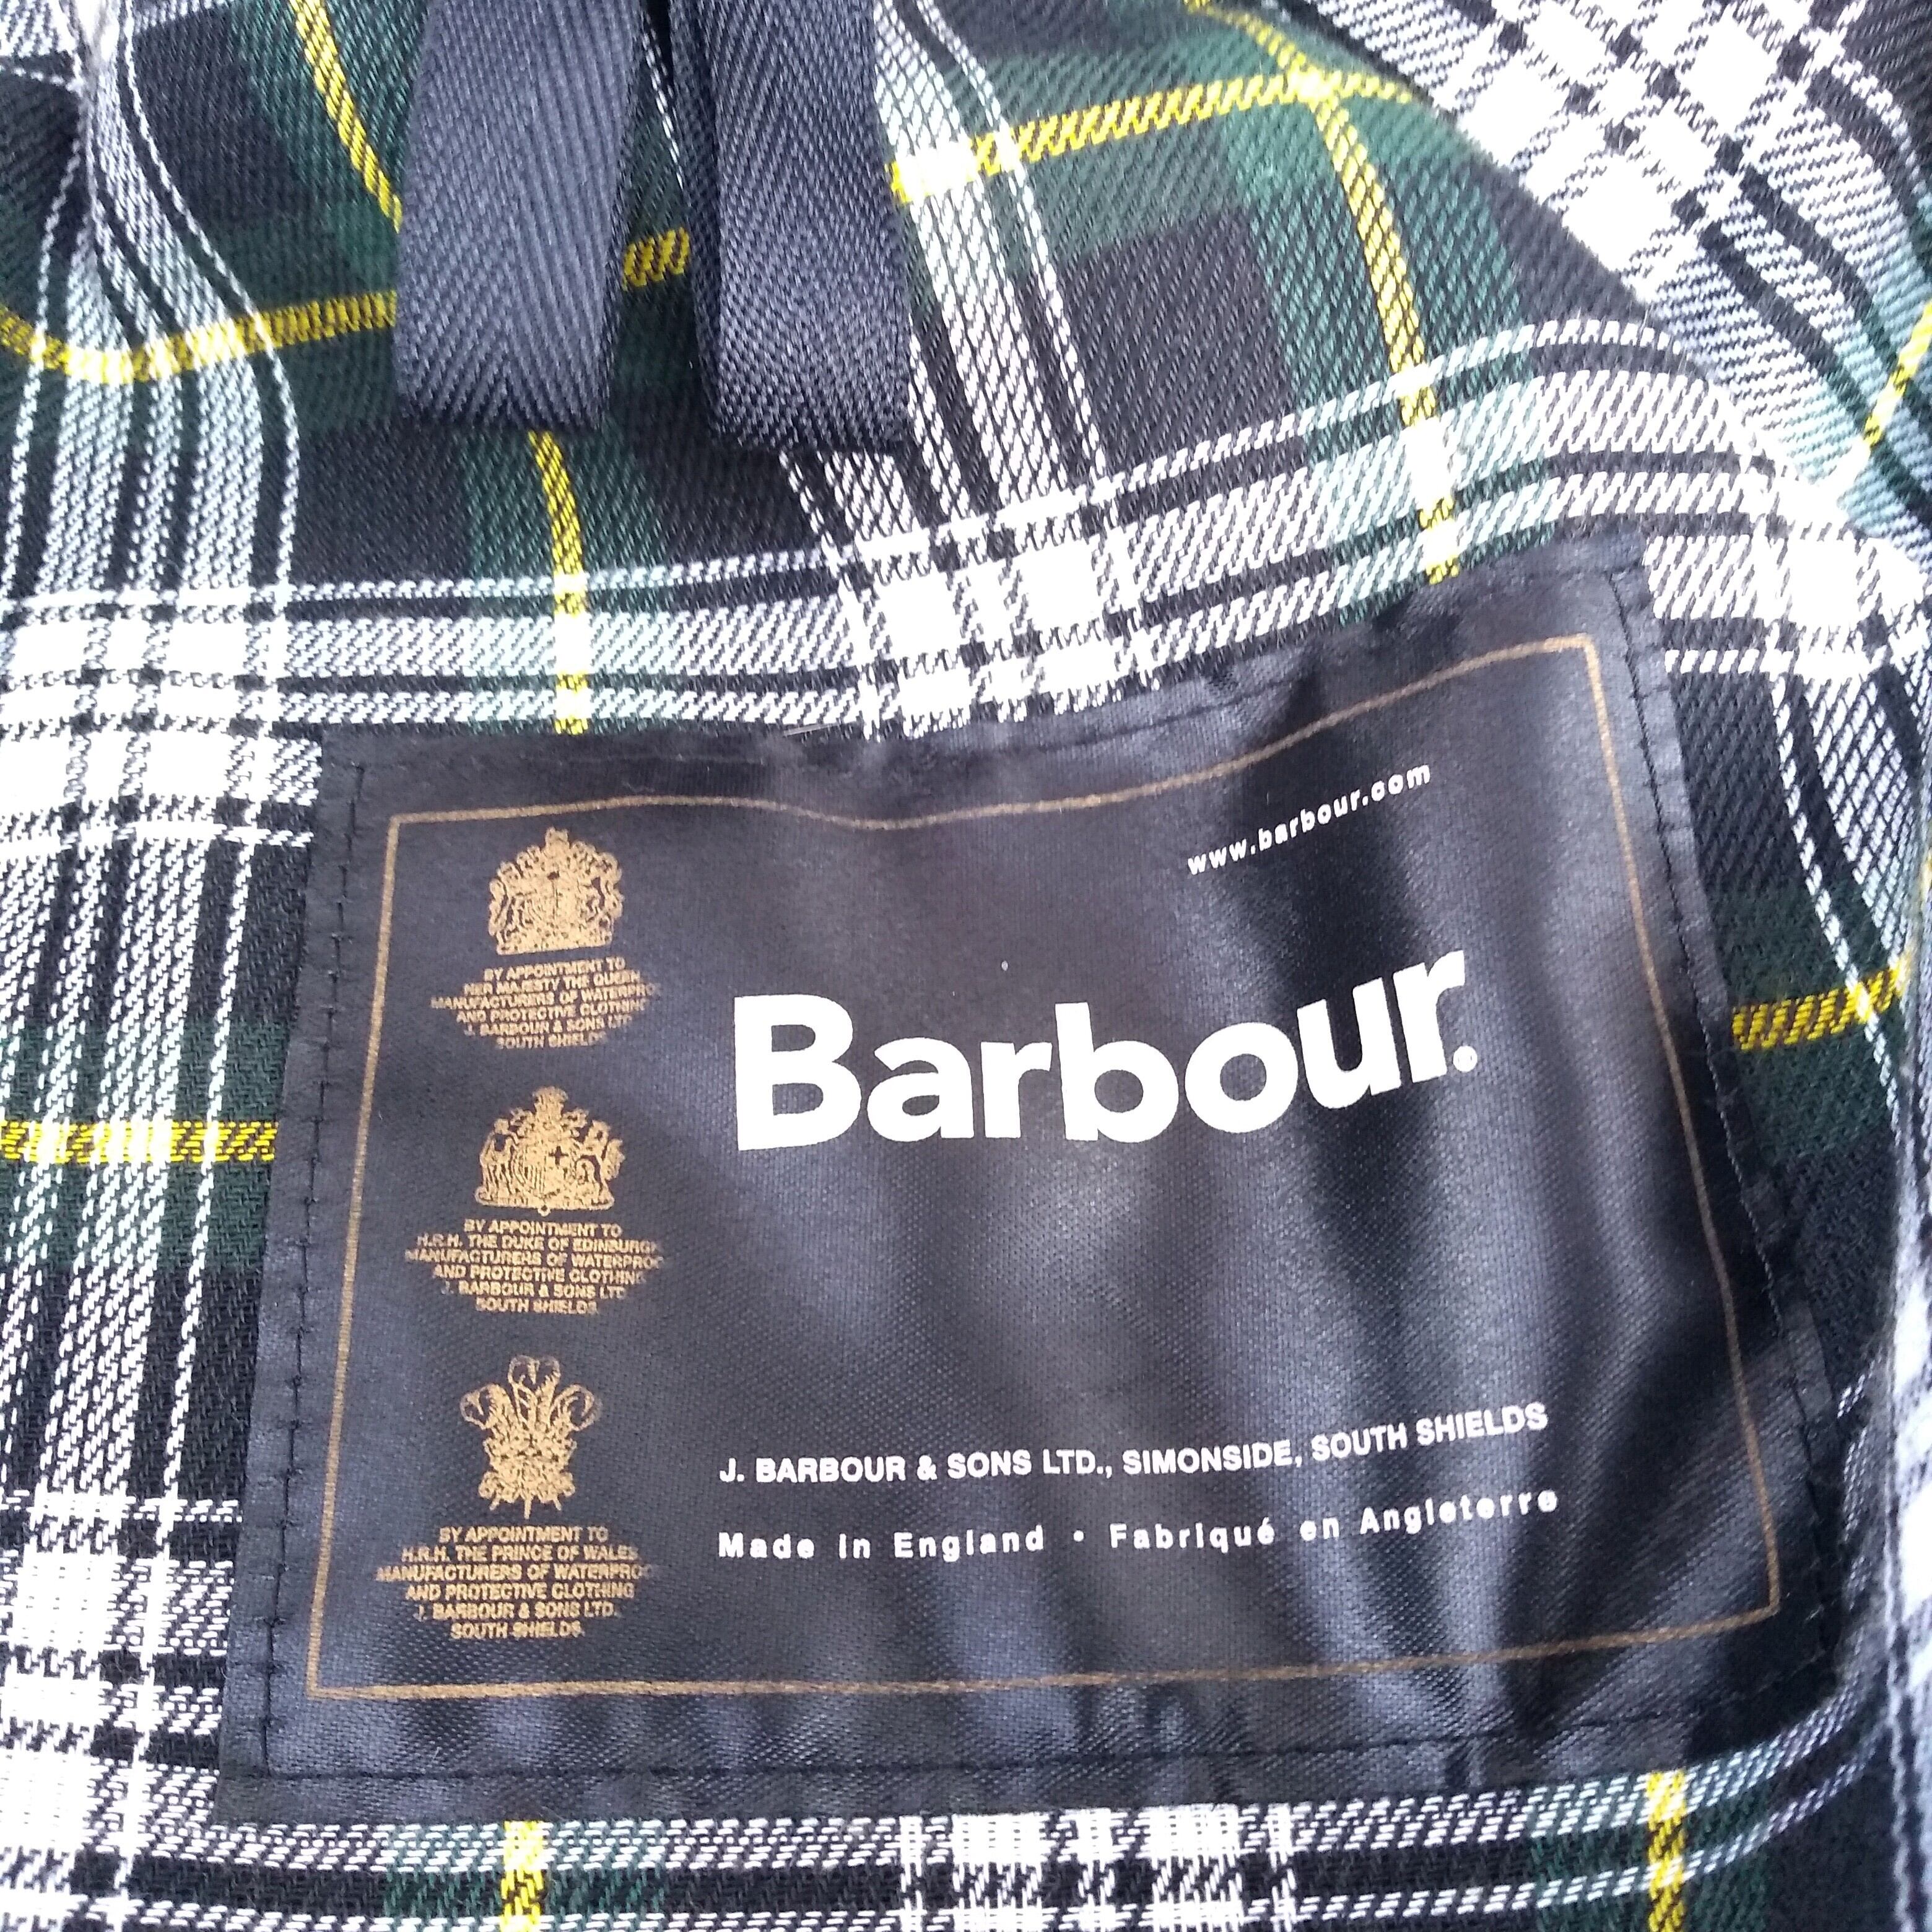 www.barbour.com
Barbour.®
BY APPOINTMENT TO
HER MAJESTY THE QUEEN
MANUFACTURERS OF WATERPRO
AND PROTECTIVE CLOTHING
J. BARBOUR & SONS LTD
SOUTH SHIELDS
BY APPOINTMENT TO
H.R.H. THE DUKE OF EDINBURGH
MANUFACTURERS OF WATERPROO
AND PROTECTIVE CLOTHING
J. BARBOUR & SONS LTD
SOUTH SHIELDS.
BY APPOINTMENT TO
H.R.H. THE PRINCE OF WALES
MANUFACTURERS OF WATERPROO
AND PROTECTIVE CLOTHING
J. BARBOUR & SONS LTD.
SOUTH SHIELDS.
J. BARBOUR & SONS LTD., SIMONSIDE, SOUTH SHIELDS
Made in England • Fabriqué en Angleterre